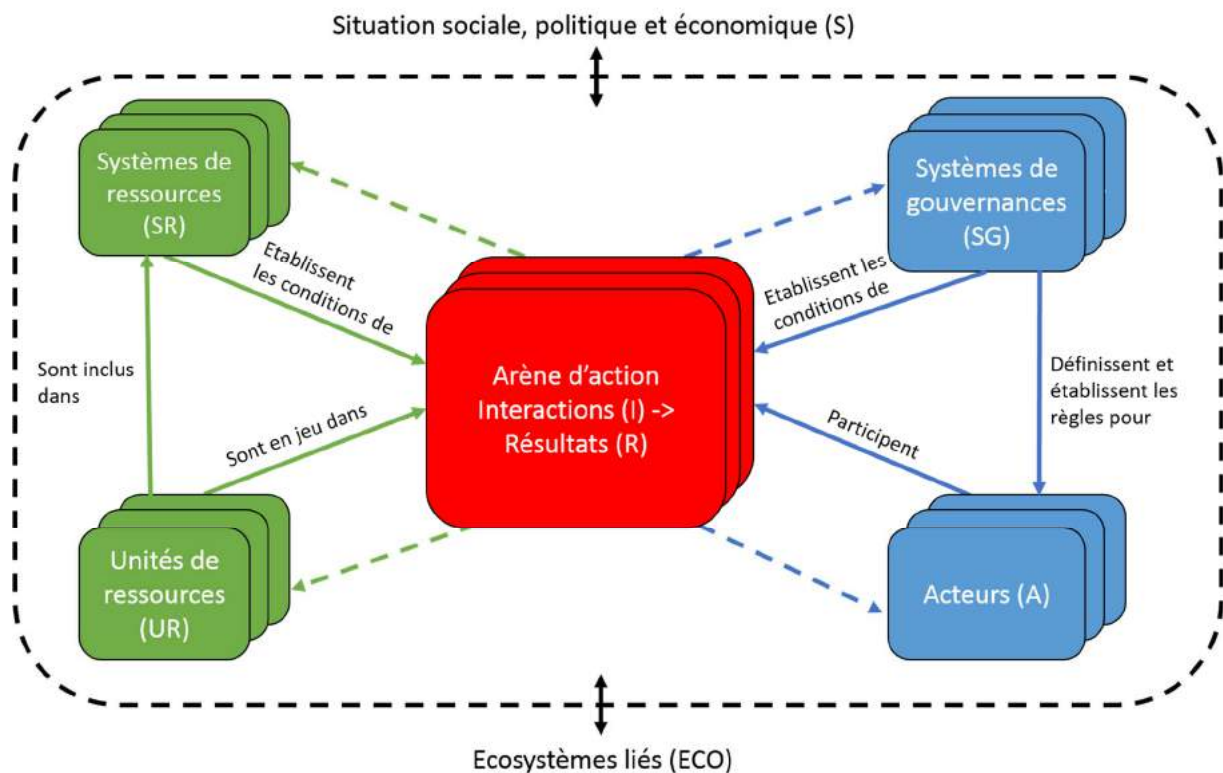 Situation sociale, politique et économique (S)
Systèmes de
ressources
(SR)
Systèmes de
gouvernances
(SG)
Etablissent
les conditions de
Etablissent les
conditions de
Sont inclus
dans
Arène d’action
Interactions (I) ->
Résultats (R)
Définissent et
établissent les
règles pour
Sont en jeu dans
Participent
Unités de
ressources
(UR)
Acteurs (A)
Ecosystèmes liés (ECO)